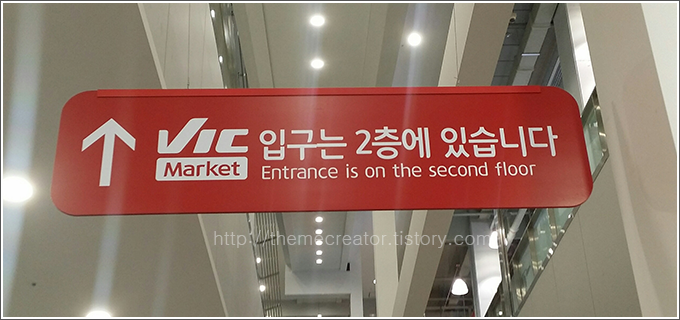 VIC Market
입구는 2층에 있습니다
Entrance is on the second floor
http://themecreator.tistory.com